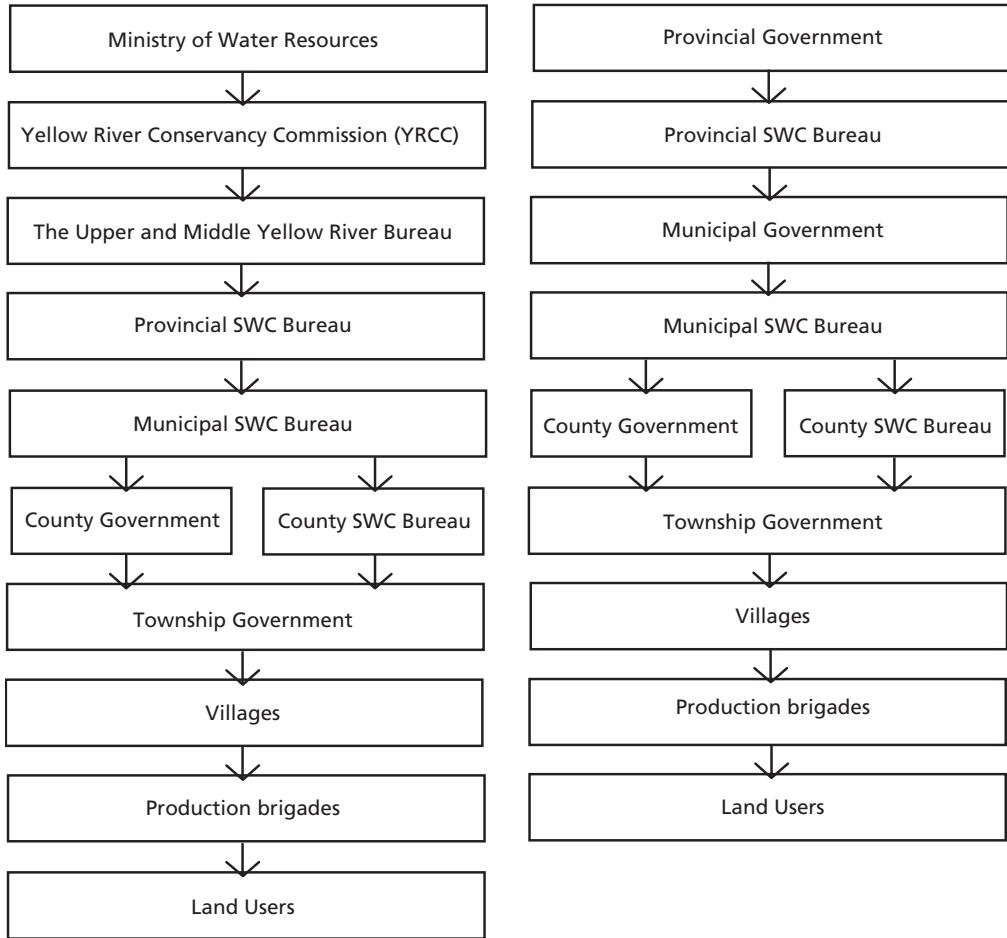 Ministry of Water Resources
Yellow River Conservancy Commission (YRCC)
The Upper and Middle Yellow River Bureau
Provincial SWC Bureau
Municipal SWC Bureau
County Government
County SWC Bureau
Township Government
Villages
Production brigades
Land Users
Provincial Government
Provincial SWC Bureau
Municipal Government
Municipal SWC Bureau
County Government
County SWC Bureau
Township Government
Villages
Production brigades
Land Users